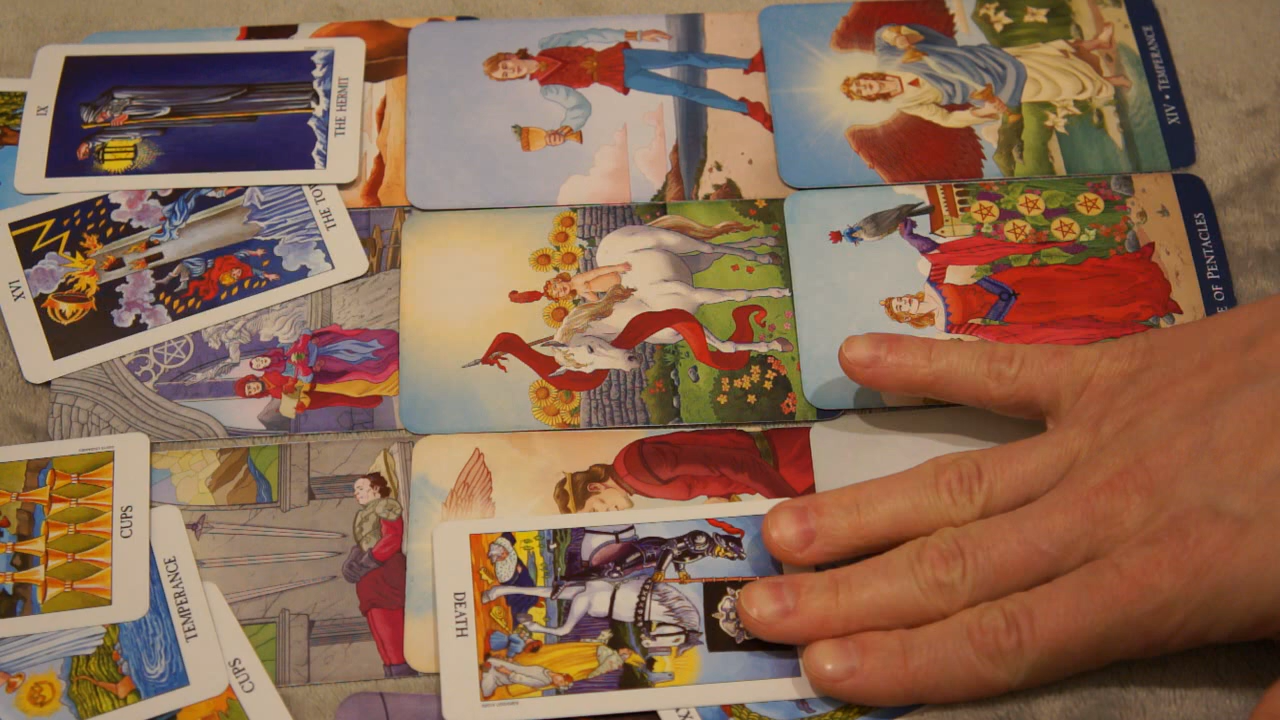 IX
THE HERMIT
XIV • TEMPERANCE
XVI
THE TO
E OF PENTACLES
CUPS
DEATH
TEMPERANCE
CUPS
X